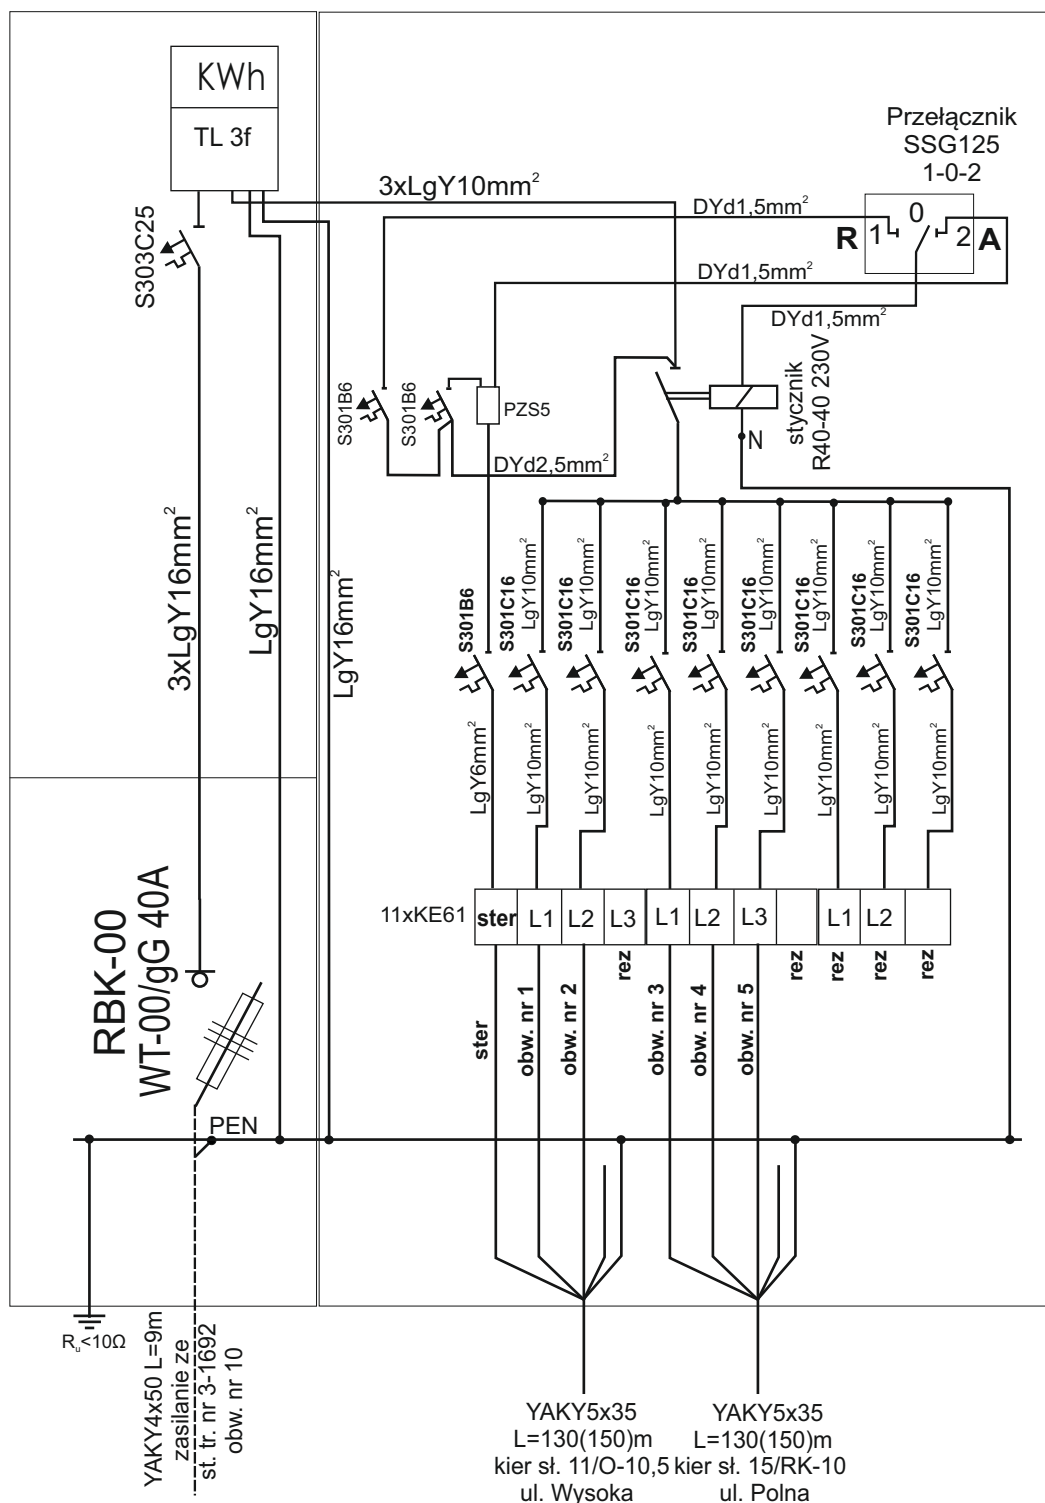 KWh
TL 3f
S303C25
3xLgY10mm²
Przełącznik
SSG125
1-0-2
DYd1,5mm²
R
1
0
2
A
DYd1,5mm²
DYd1,5mm²
S301B6
S301B6
PZS5
stycznik
R40-40 230V
N
DYd2,5mm²
3xLgY16mm²
LgY16mm²
LgY16mm²
S301B6
S301C16
LgY10mm²
S301C16
LgY10mm²
S301C16
LgY10mm²
S301C16
LgY10mm²
S301C16
LgY10mm²
S301C16
LgY10mm²
S301C16
LgY10mm²
S301C16
LgY10mm²
LgY6mm²
LgY10mm²
LgY10mm²
LgY10mm²
LgY10mm²
LgY10mm²
LgY10mm²
LgY10mm²
LgY10mm²
11xKE61
ster
L1
L2
L3
L1
L2
L3
L1
L2
rez
rez
rez
rez
rez
ster
obw. nr 1
obw. nr 2
obw. nr 3
obw. nr 4
obw. nr 5
RBK-00
WT-00/gG 40A
PEN
Ru<10Ω
YAKY4x50 L=9m
zasilanie ze
st. tr. nr 3-1692
obw. nr 10
YAKY5x35
L=130(150)m
kier sł. 11/O-10,5
ul. Wysoka
YAKY5x35
L=130(150)m
kier sł. 15/RK-10
ul. Polna